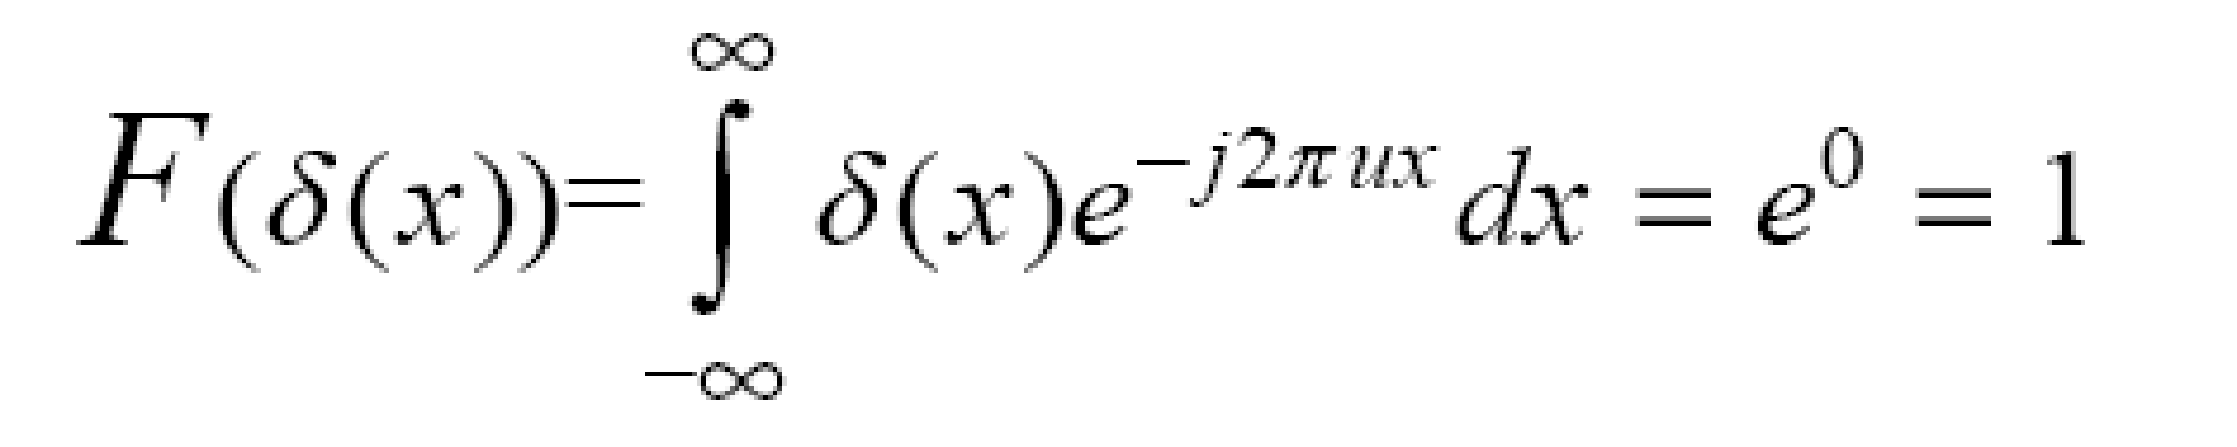 F(δ(x))= ∫_{-∞}^{∞} δ(x)e^{-j2πux} dx = e^0 = 1